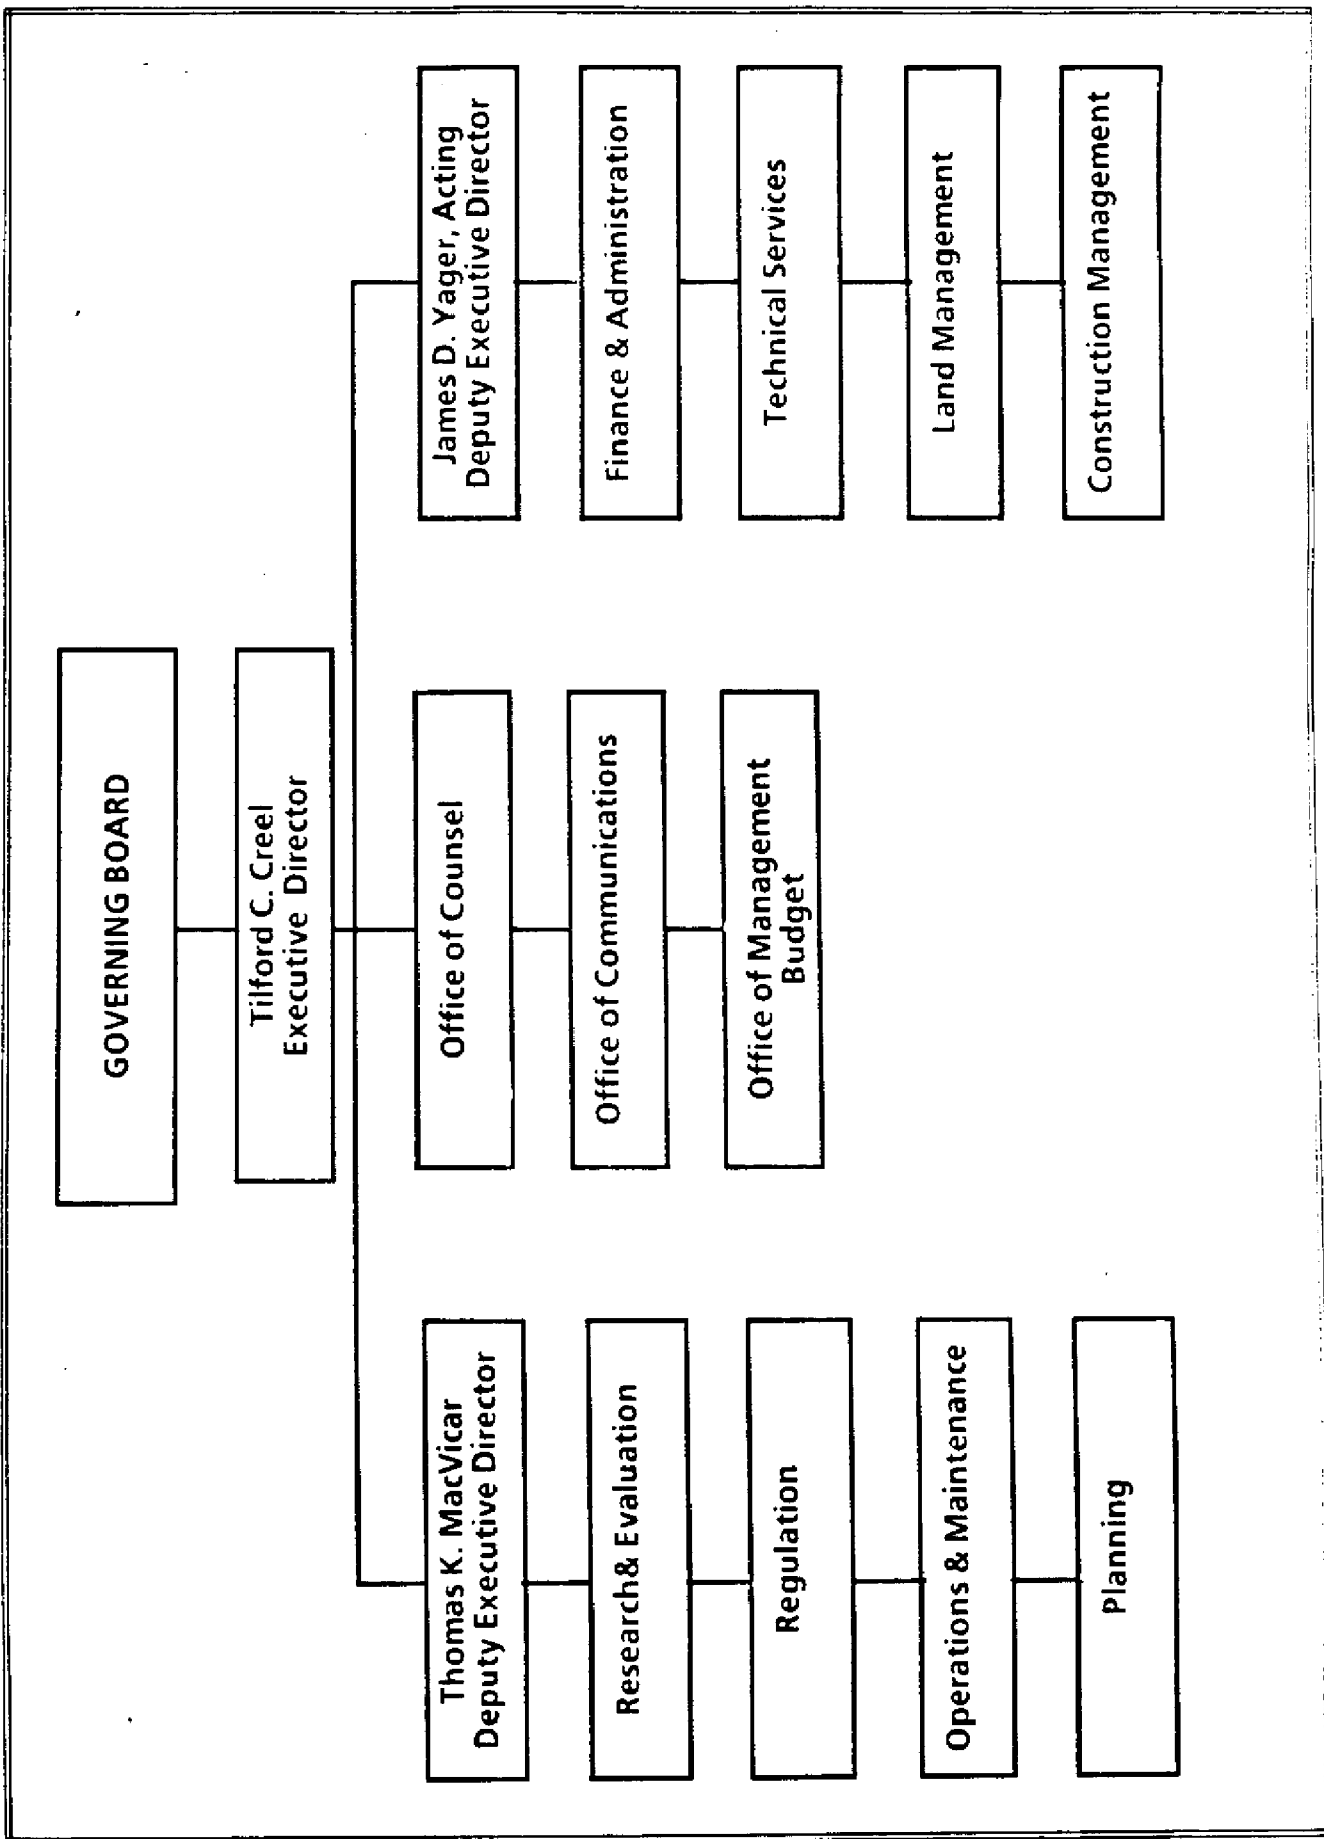 GOVERNING BOARD
Tilford C. Creel
Executive Director
Thomas K. MacVicar
Deputy Executive Director
Research& Evaluation
Regulation
Operations & Maintenance
Planning
Office of Counsel
Office of Communications
Office of Management
Budget
James D. Yager, Acting
Deputy Executive Director
Finance & Administration
Technical Services
Land Management
Construction Management